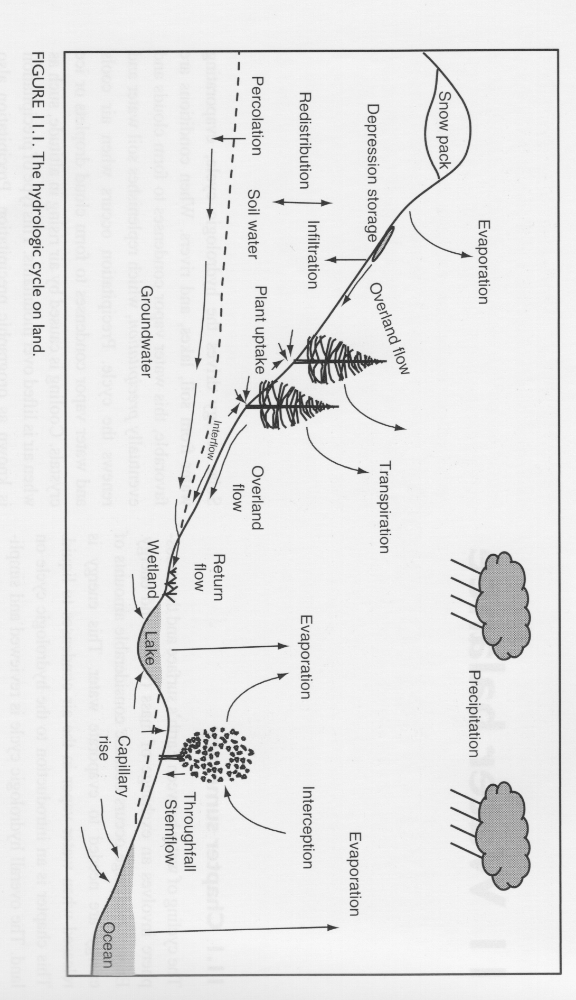 Evaporation
Snow pack
Depression storage
Overland flow
Redistribution
Infiltration
Percolation
Soil water
Plant uptake
Groundwater
Interflow
Transpiration
Overland
flow
Precipitation
Return
flow
Wetland
Lake
Evaporation
Interception
Throughfall
Stemflow
Capillary
rise
Evaporation
Ocean
FIGURE 11.1. The hydrologic cycle on land.